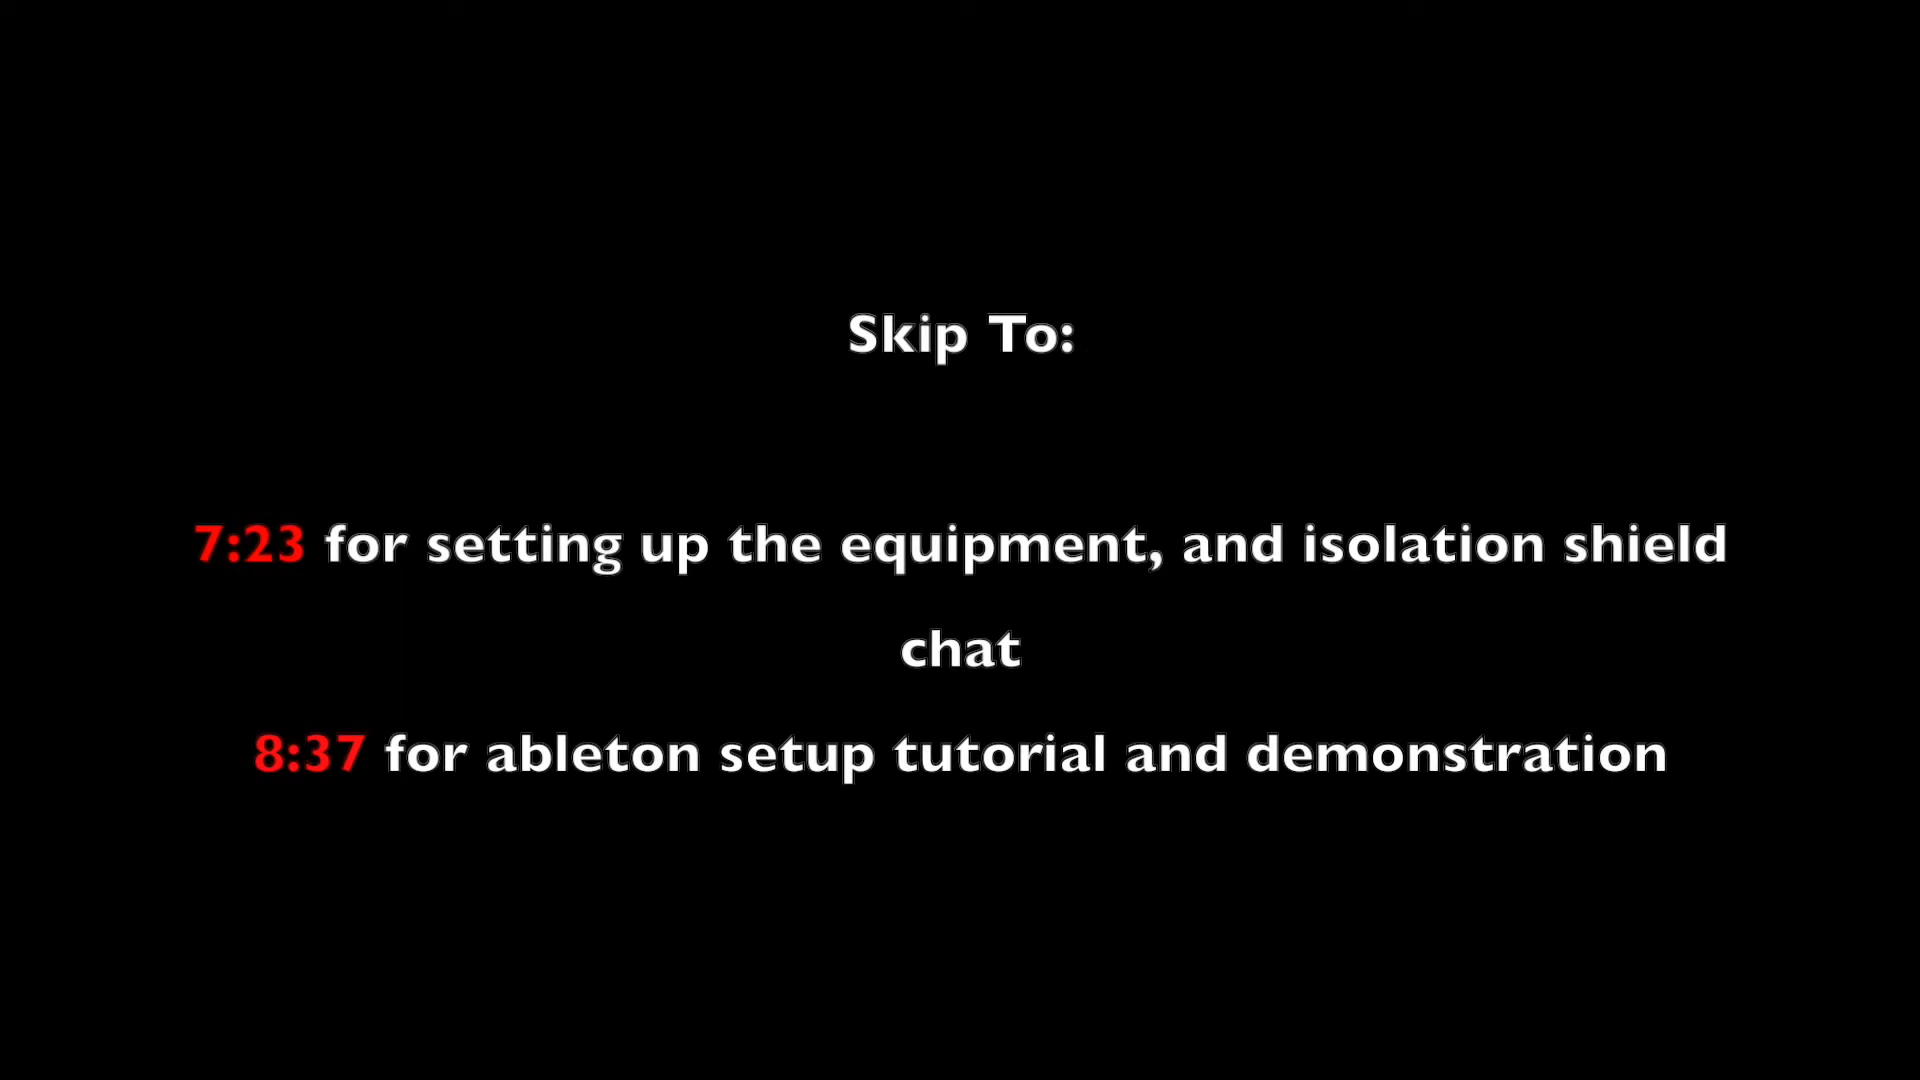 Skip To:
7:23 for setting up the equipment, and isolation shield
chat
8:37 for ableton setup tutorial and demonstration